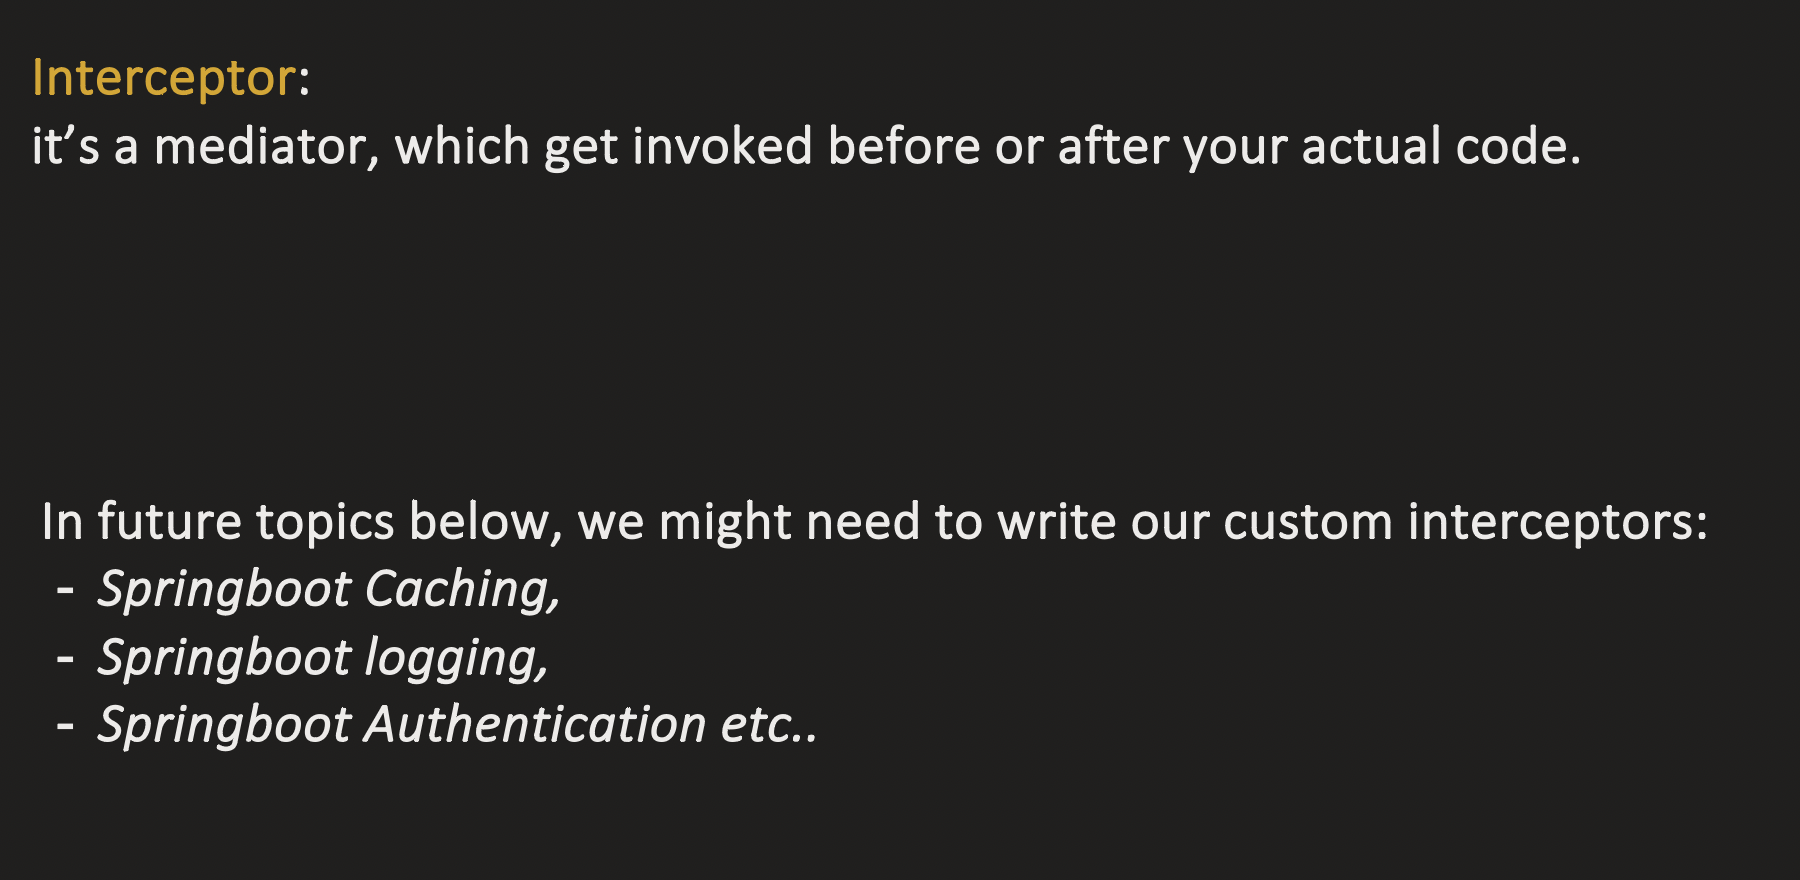 Interceptor:
it’s a mediator, which get invoked before or after your actual code.
In future topics below, we might need to write our custom interceptors:
- Springboot Caching,
- Springboot logging,
- Springboot Authentication etc..